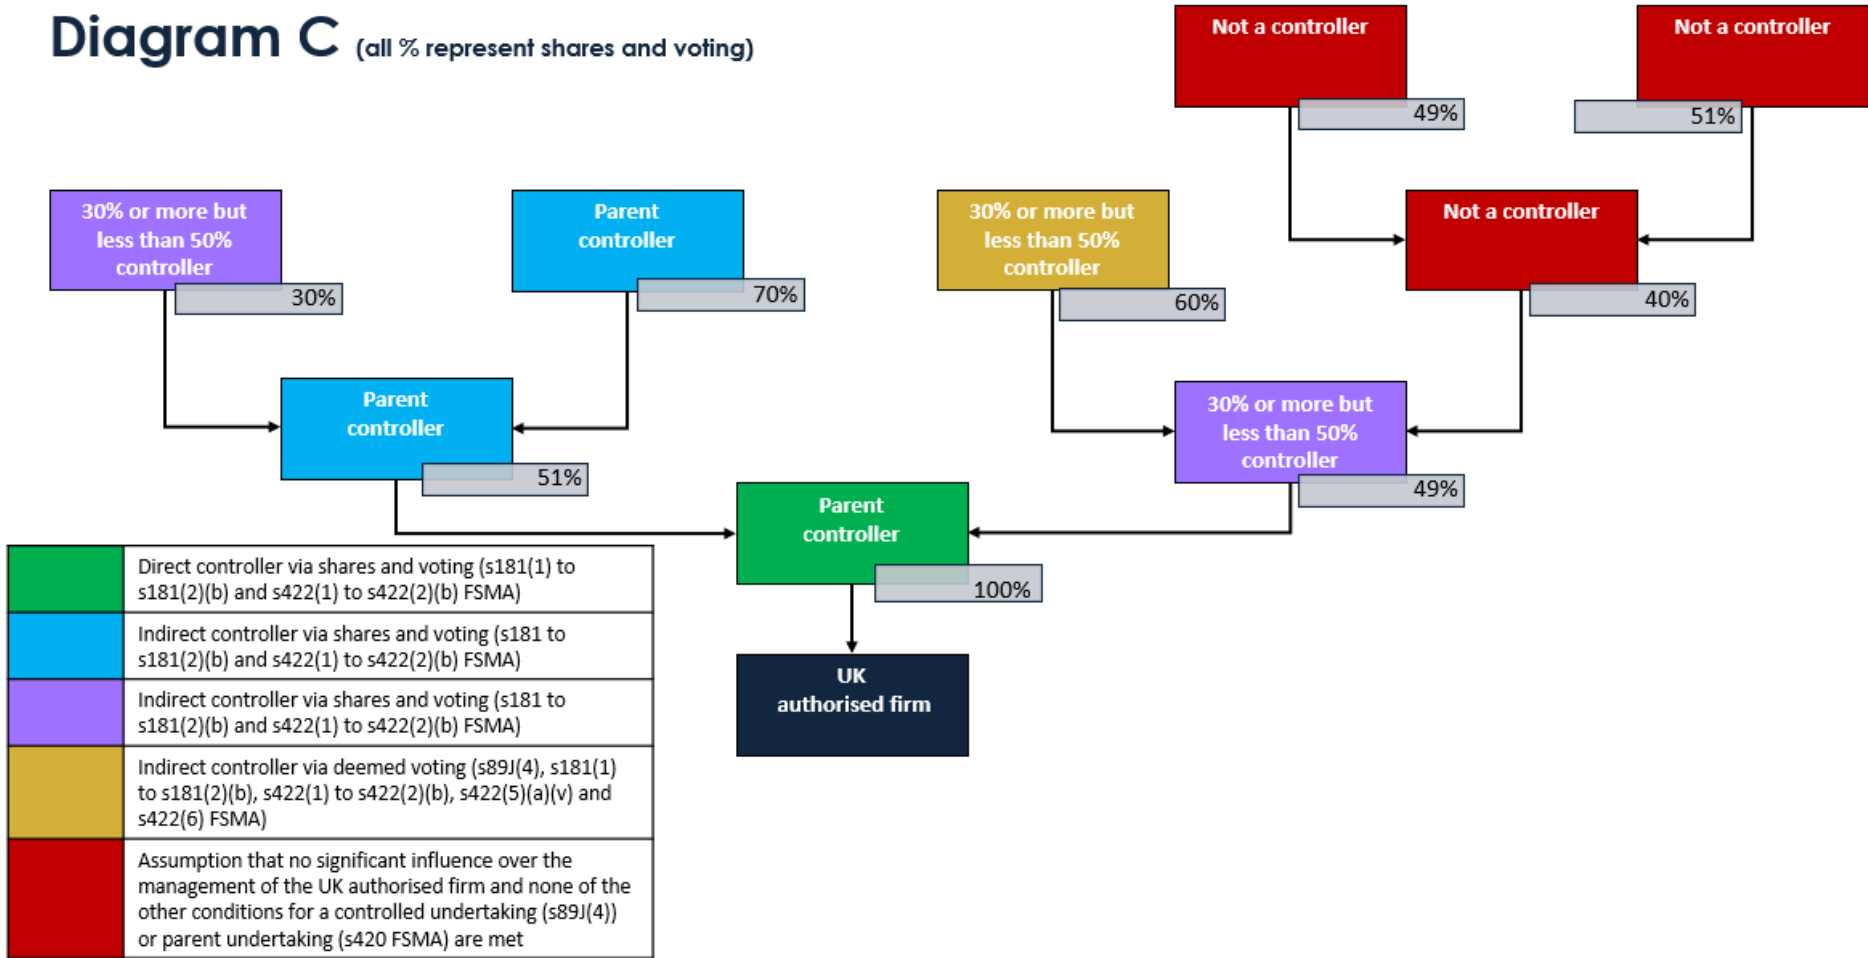 Diagram C (all % represent shares and voting)
Not a controller
Not a controller
49%
51%
30% or more but
less than 50%
controller
Parent
controller
30% or more but
less than 50%
controller
Not a controller
30%
70%
60%
40%
Parent
controller
30% or more but
less than 50%
controller
51%
49%
Parent
controller
100%
UK
authorised firm
Direct controller via shares and voting (s181(1) to
s181(2)(b) and s422(1) to s422(2)(b) FSMA)
Indirect controller via shares and voting (s181 to
s181(2)(b) and s422(1) to s422(2)(b) FSMA)
Indirect controller via shares and voting (s181 to
s181(2)(b) and s422(1) to s422(2)(b) FSMA)
Indirect controller via deemed voting (s89J(4), s181(1)
to s181(2)(b), s422(1) to s422(2)(b), s422(5)(a)(v) and
s422(6) FSMA)
Assumption that no significant influence over the
management of the UK authorised firm and none of the
other conditions for a controlled undertaking (s89J(4))
or parent undertaking (s420 FSMA) are met